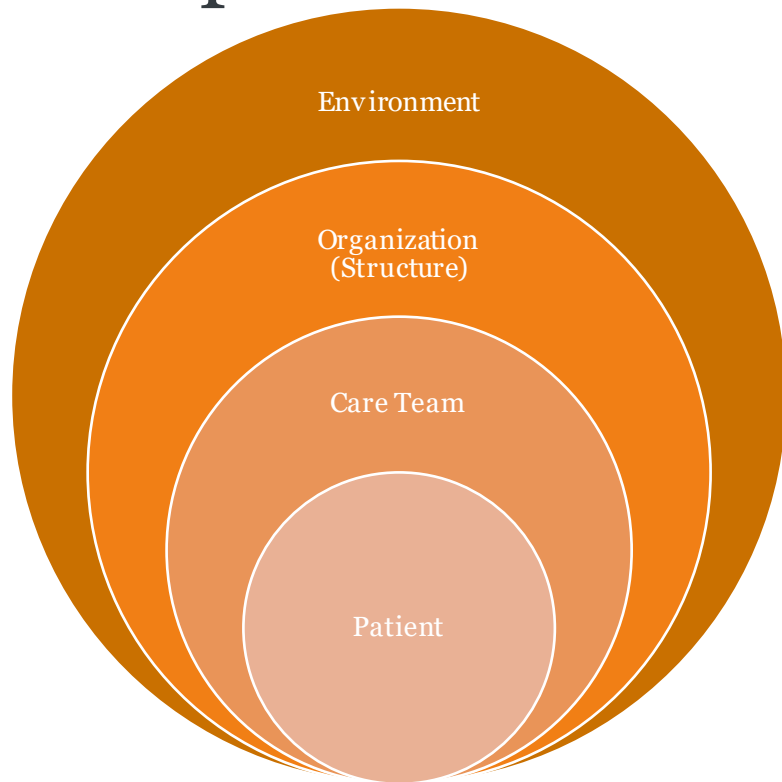 Environment
Organization
(Structure)
Care Team
Patient